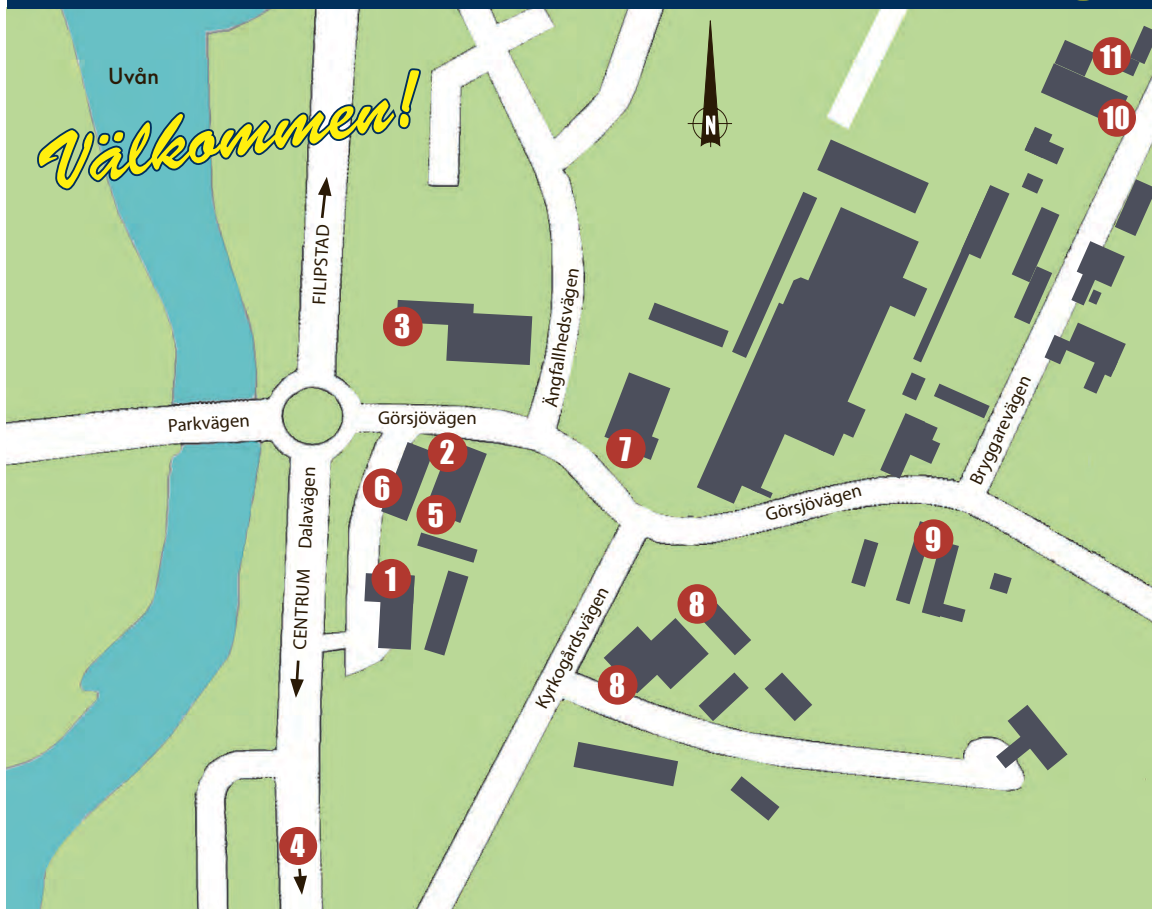 Uvån
Välkommen!
N
11
10
FILIPSTAD
3
Ängfallhedsvägen
Parkvägen
Görsjövägen
Bryggarevägen
2
7
6
5
Görsjövägen
Dalavägen
9
1
CENTRUM
8
Kyrkogårdsvägen
8
4